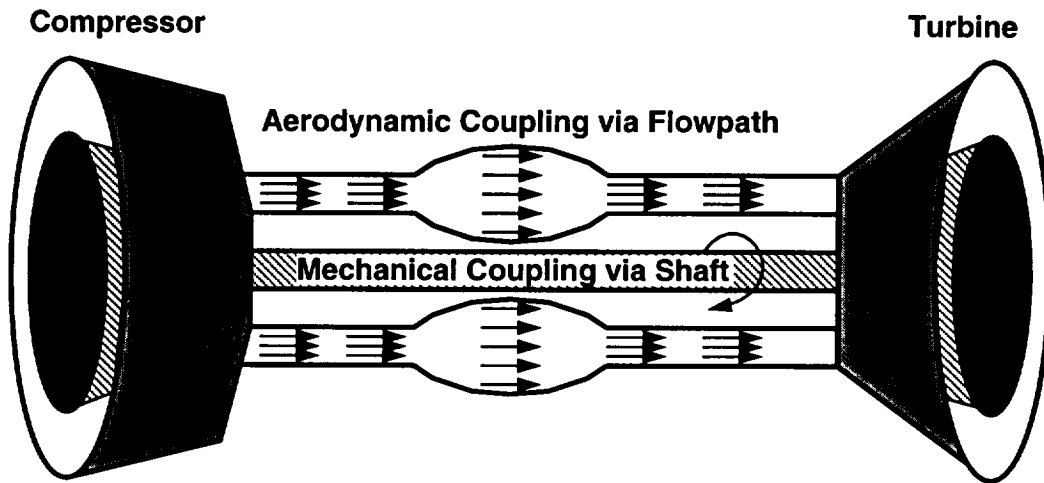 Compressor
Turbine
Aerodynamic Coupling via Flowpath
Mechanical Coupling via Shaft